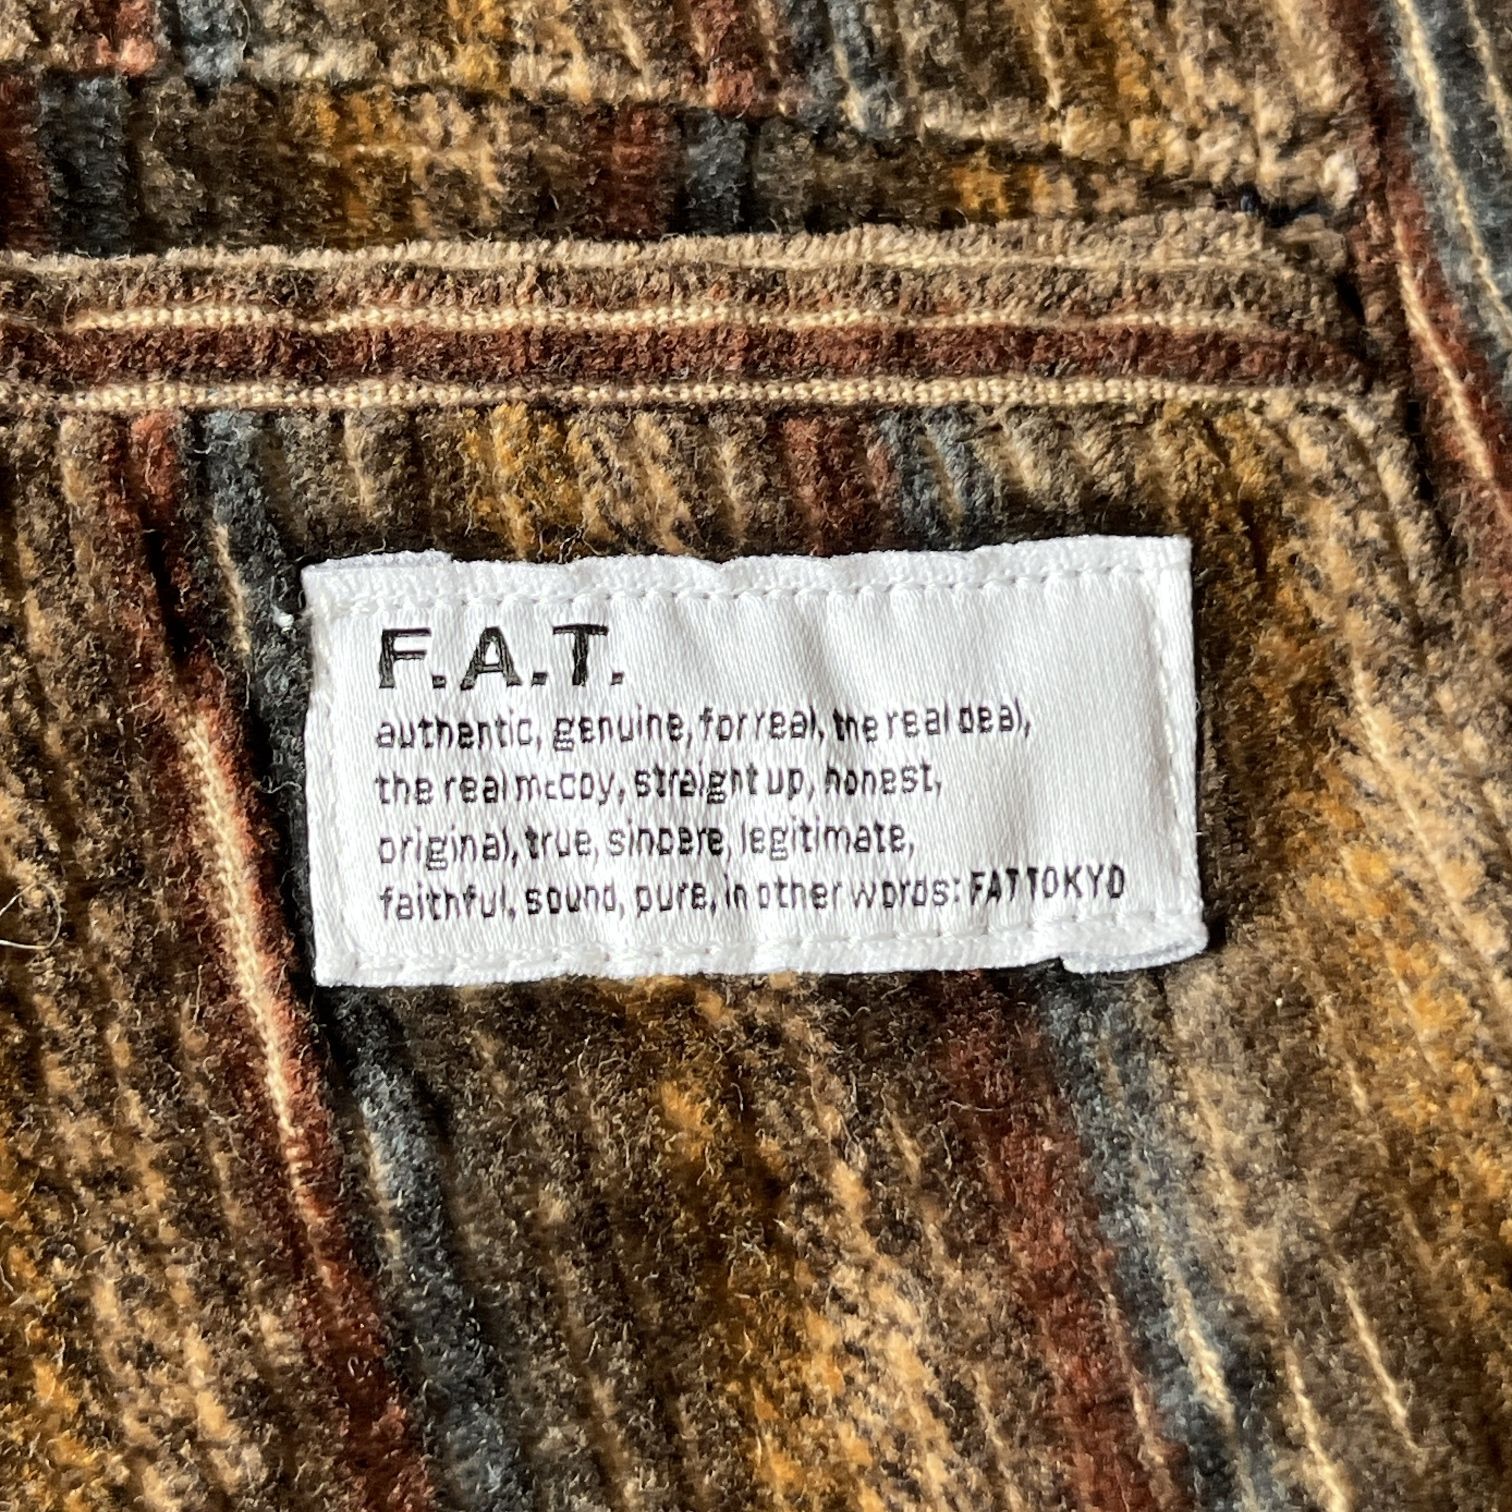 F.A.T.
authentic, genuine, for real, the real deal,
the real mccoy, straight up, honest,
original, true, sincere, legitimate,
faithful, sound, pure, in other words: FATTOKYO